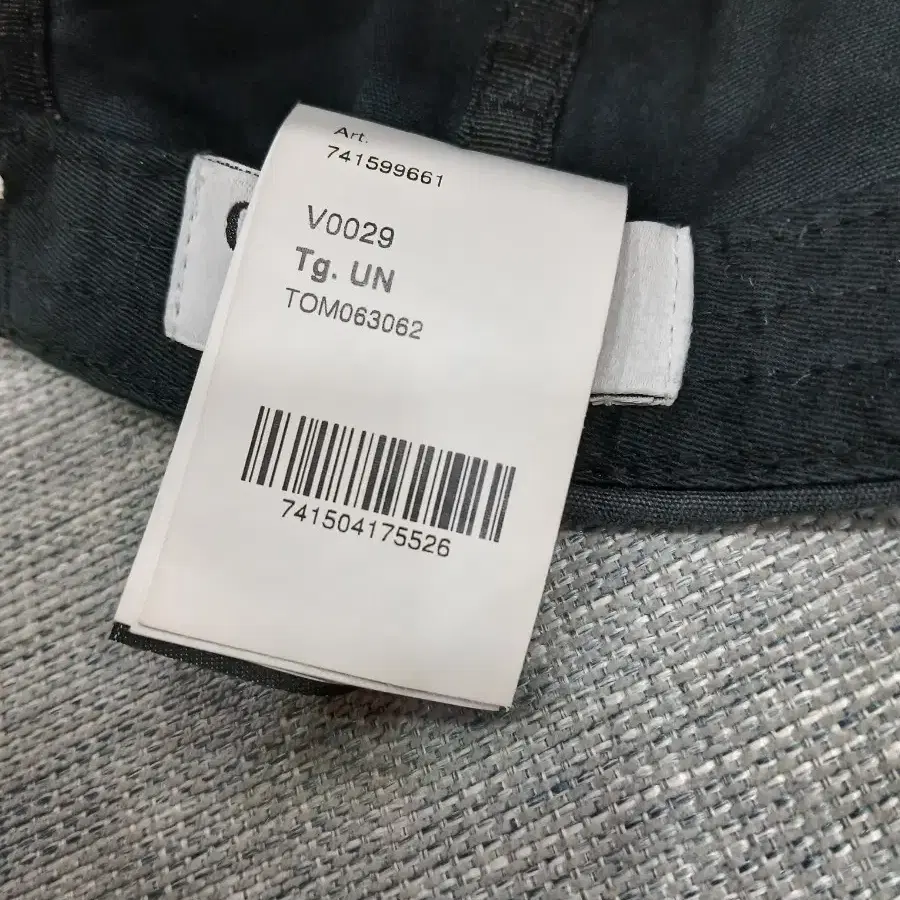 Art.
741599661
V0029
Tg. UN
TOM063062
741504175526